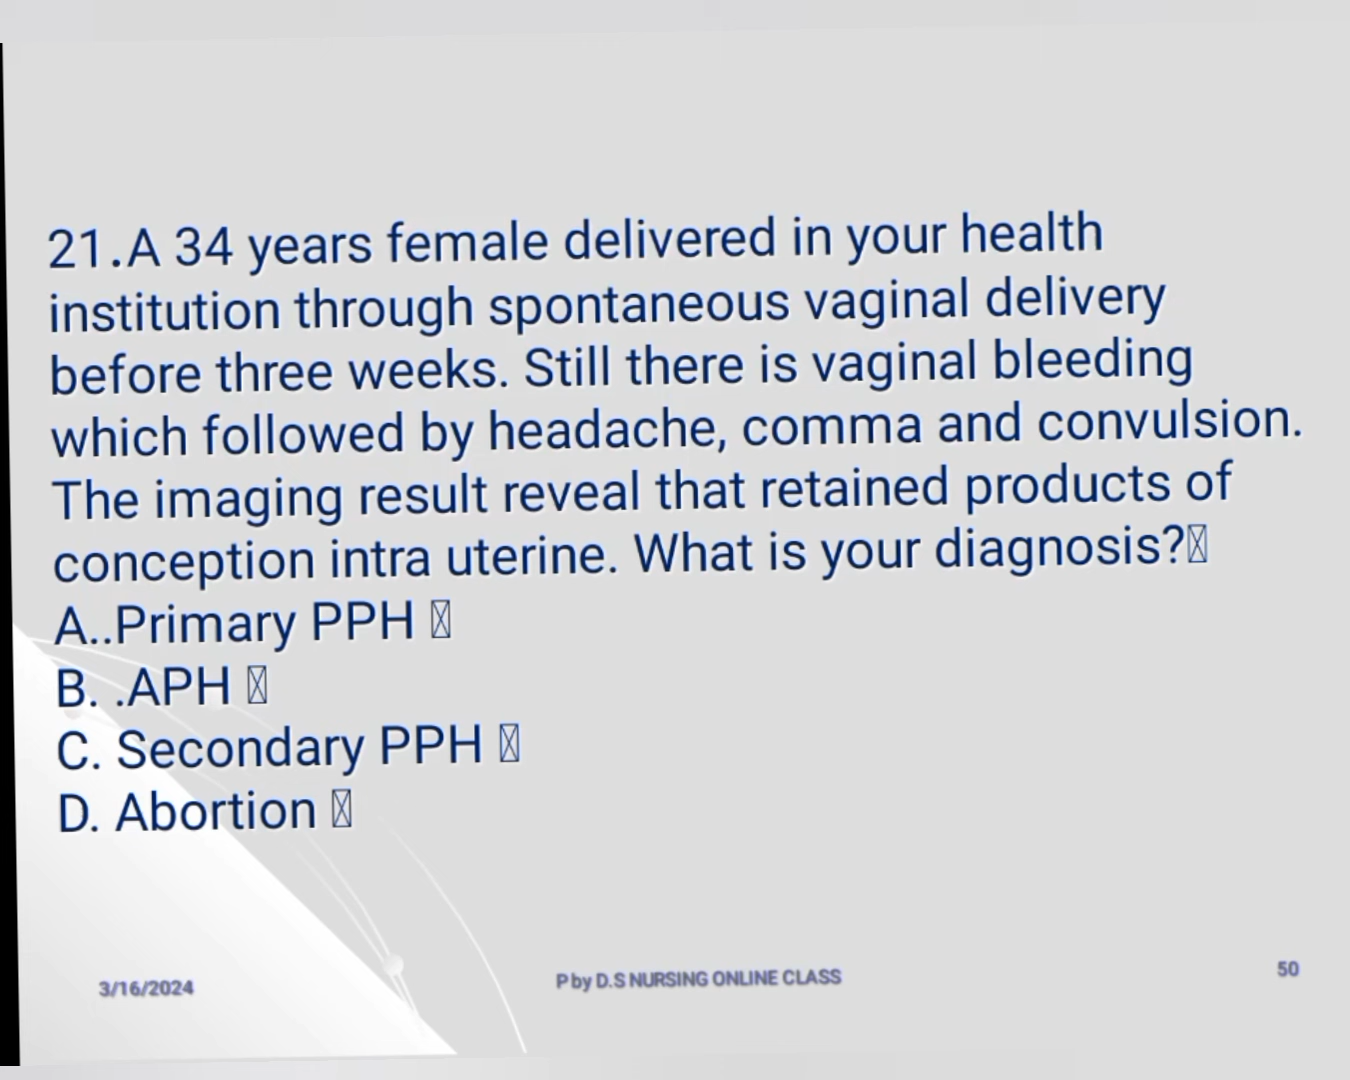 21.A 34 years female delivered in your health
institution through spontaneous vaginal delivery
before three weeks. Still there is vaginal bleeding
which followed by headache, comma and convulsion.
The imaging result reveal that retained products of
conception intra uterine. What is your diagnosis?
A..Primary PPH
B. .APH
C. Secondary PPH
D. Abortion
3/16/2024
P by D.S NURSING ONLINE CLASS
50